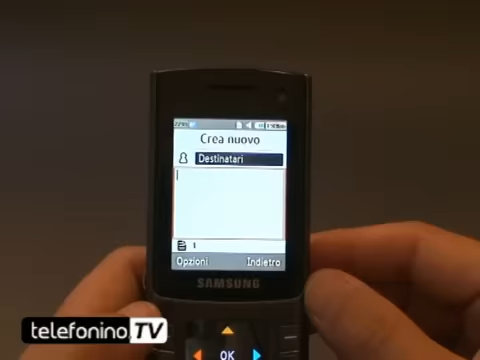 Crea nuovo
Destinatari
1
Opzioni Indietro
SAMSUNG
OK
telefonino.TV